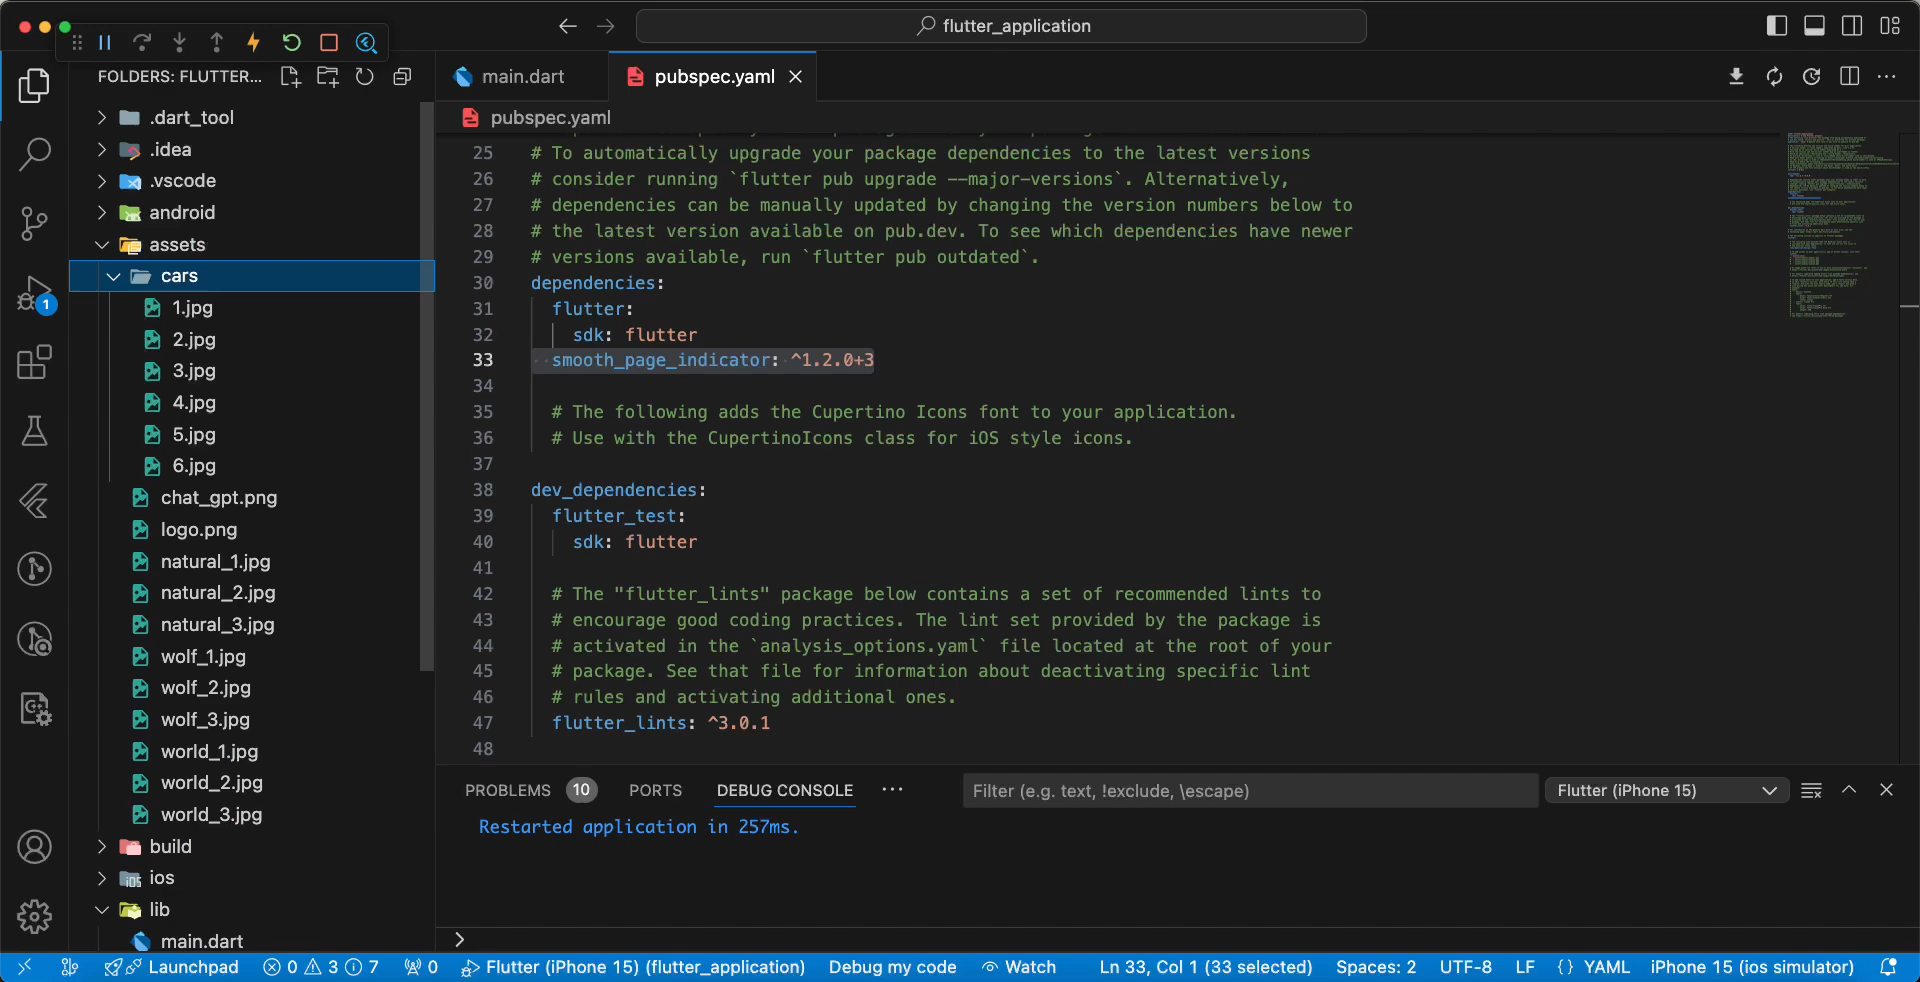 flutter_application
FOLDERS: FLUTTER...
main.dart
pubspec.yaml
pubspec.yaml
.dart_tool
.idea
.vscode
android
assets
cars
1.jpg
2.jpg
3.jpg
4.jpg
5.jpg
6.jpg
chat_gpt.png
logo.png
natural_1.jpg
natural_2.jpg
natural_3.jpg
wolf_1.jpg
wolf_2.jpg
wolf_3.jpg
world_1.jpg
world_2.jpg
world_3.jpg
build
ios
lib
main.dart
1
25 # To automatically upgrade your package dependencies to the latest versions
26 # consider running `flutter pub upgrade --major-versions`. Alternatively,
27 # dependencies can be manually updated by changing the version numbers below to
28 # the latest version available on pub.dev. To see which dependencies have newer
29 # versions available, run `flutter pub outdated`.
30 dependencies:
31 flutter:
32 sdk: flutter
33 smooth_page_indicator: ^1.2.0+3
34
35 # The following adds the Cupertino Icons font to your application.
36 # Use with the CupertinoIcons class for iOS style icons.
37
38 dev_dependencies:
39 flutter_test:
40 sdk: flutter
41
42 # The "flutter_lints" package below contains a set of recommended lints to
43 # encourage good coding practices. The lint set provided by the package is
44 # activated in the `analysis_options.yaml` file located at the root of your
45 # package. See that file for information about deactivating specific lint
46 # rules and activating additional ones.
47 flutter_lints: ^3.0.1
48
PROBLEMS 10 PORTS DEBUG CONSOLE ... Filter (e.g. text, !exclude, \escape) Flutter (iPhone 15)
Restarted application in 257ms.
>
Launchpad 0 3 7 0 Flutter (iPhone 15) (flutter_application) Debug my code Watch Ln 33, Col 1 (33 selected) Spaces: 2 UTF-8 LF {} YAML iPhone 15 (ios simulator)